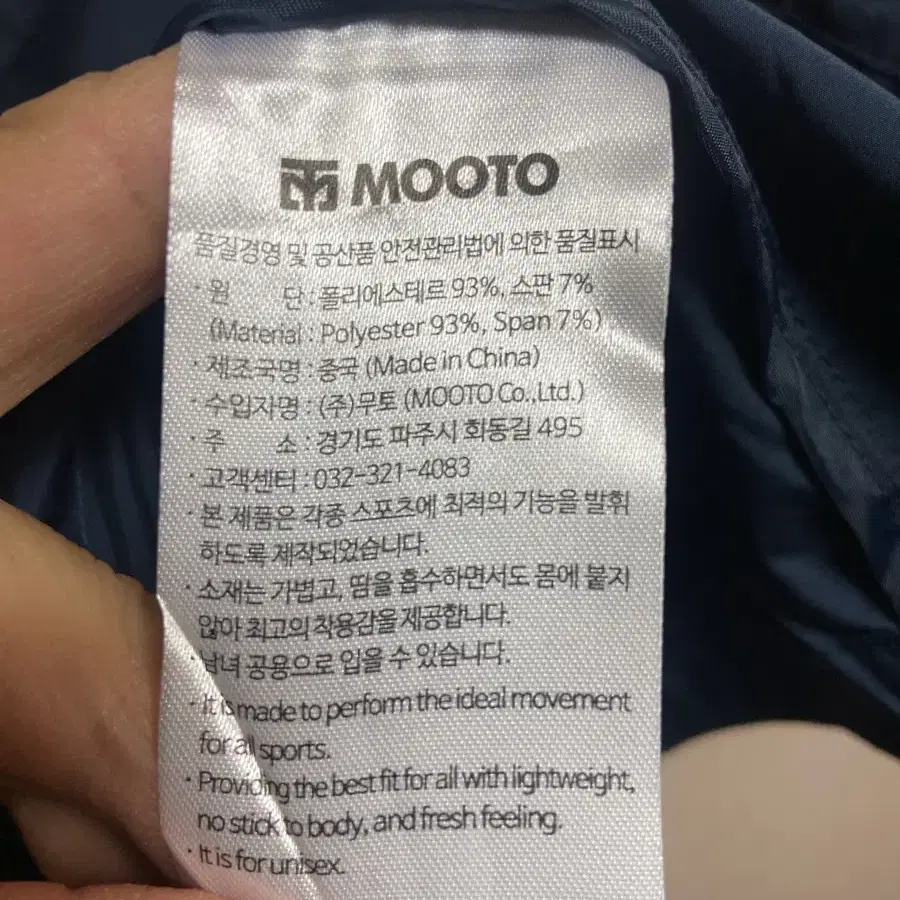 MOOTO
품질경영 및 공산품 안전관리법에 의한 품질표시
· 원 단 : 폴리에스테르 93%, 스판 7%
(Material : Polyester 93%, Span 7%)
· 제조국명 : 중국 (Made in China)
· 수입자명 : (주)무토 (MOOTO Co.,Ltd.)
· 주 소 : 경기도 파주시 회동길 495
· 고객센터 : 032-321-4083
· 본 제품은 각종 스포츠에 최적의 기능을 발휘
하도록 제작되었습니다.
· 소재는 가볍고, 땀을 흡수하면서도 몸에 붙지
않아 최고의 착용감을 제공합니다.
· 남녀 공용으로 입을 수 있습니다.
· It is made to perform the ideal movement
for all sports.
· Providing the best fit for all with lightweight,
no stick to body, and fresh feeling.
· It is for unisex.